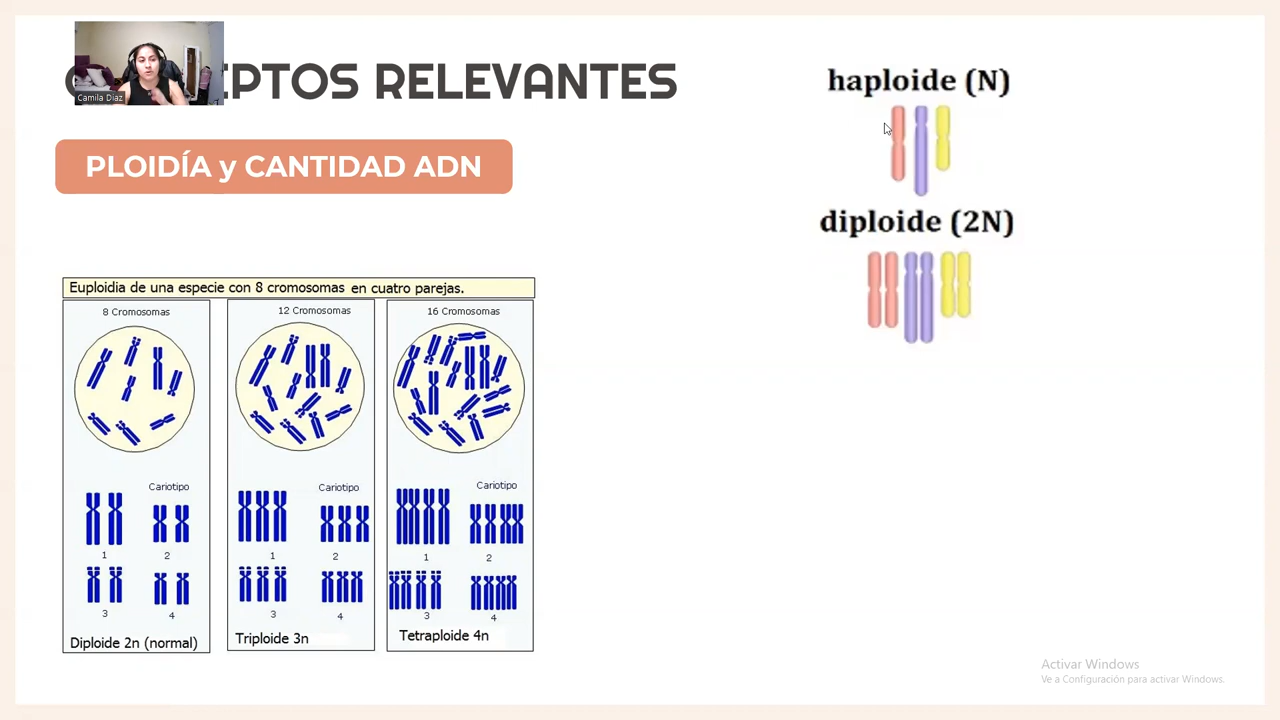 EPTOS RELEVANTES
Camila Diaz
PLOIDÍA y CANTIDAD ADN
haploide (N)
diploide (2N)
Euploidia de una especie con 8 cromosomas en cuatro parejas.
8 Cromosomas
Cariotipo
1
2
3
4
Diploide 2n (normal)
12 Cromosomas
Cariotipo
1
2
3
4
Triploide 3n
16 Cromosomas
Cariotipo
1
2
3
4
Tetraploide 4n
Activar Windows
Ve a Configuración para activar Windows.